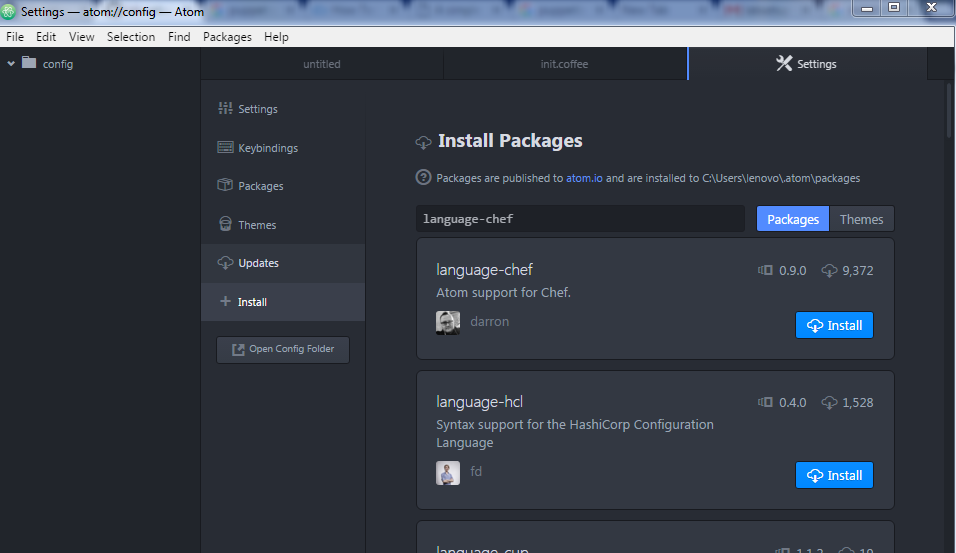 Settings — atom://config — Atom
File Edit View Selection Find Packages Help
config
untitled
init.coffee
Settings
Settings
Keybindings
Packages
Themes
Updates
Install
Open Config Folder
Install Packages
Packages are published to atom.io and are installed to C:\Users\lenovo\.atom\packages
language-chef
Packages Themes
language-chef
0.9.0 9,372
Atom support for Chef.
darron
Install
language-hcl
0.4.0 1,528
Syntax support for the HashiCorp Configuration
Language
fd
Install